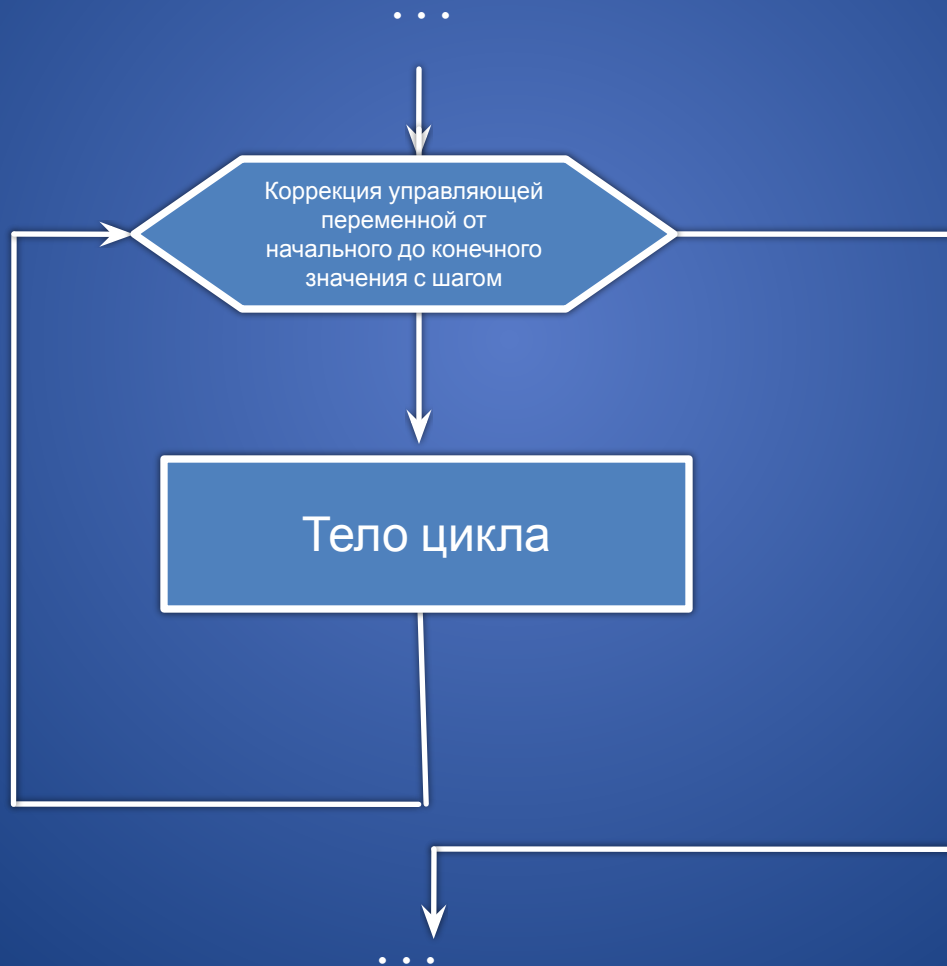 . . .
Коррекция управляющей
переменной от
начального до конечного
значения с шагом
Тело цикла
. . .